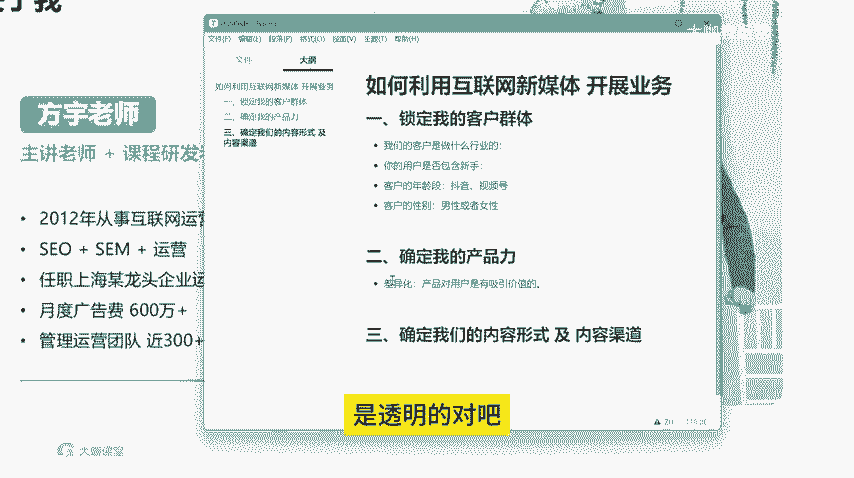 了我
方宇老师
主讲老师 + 课程研发
2012年从事互联网运营
SEO + SEM + 运营
任职上海某龙头企业运
月度广告费 600万+
管理运营团队 近300+
大咖课堂
文件(F) 编辑(E) 段落(P) 格式(O) 视图(V) 主题(T) 帮助(H)
文件 大纲
如何利用互联网新媒体 开展业务
一、锁定我的客户群体
二、确定我的产品力
三、确定我们的内容形式 及
内容渠道
如何利用互联网新媒体 开展业务
一、锁定我的客户群体
我们的客户是做什么行业的:
你的用户是否包含新手:
客户的年龄段: 抖音、视频号
客户的性别: 男性或者女性
二、确定我的产品力
差异化: 产品对用户是有吸引价值的。
三、确定我们的内容形式 及 内容渠道
是透明的对吧